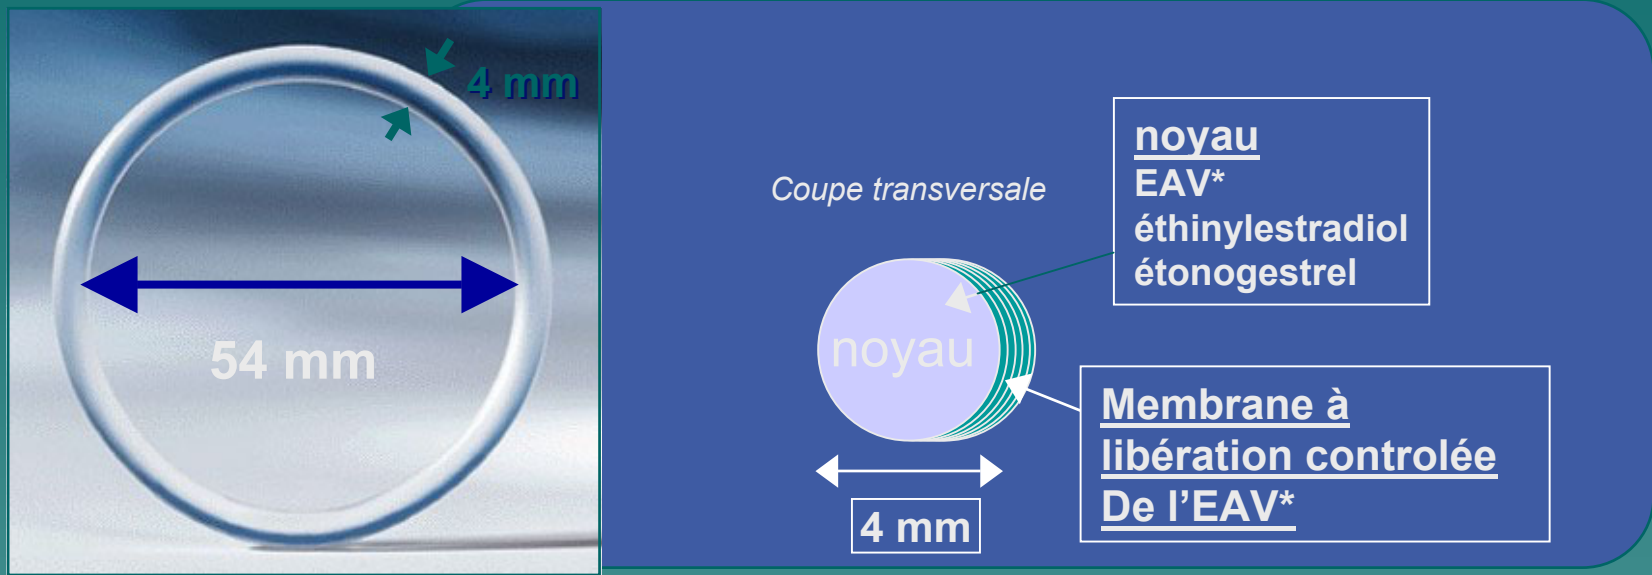 4 mm
54 mm
Coupe transversale
noyau
EAV*
éthinylestradiol
étonogestrel
noyau
Membrane à
libération controlée
De l’EAV*
4 mm